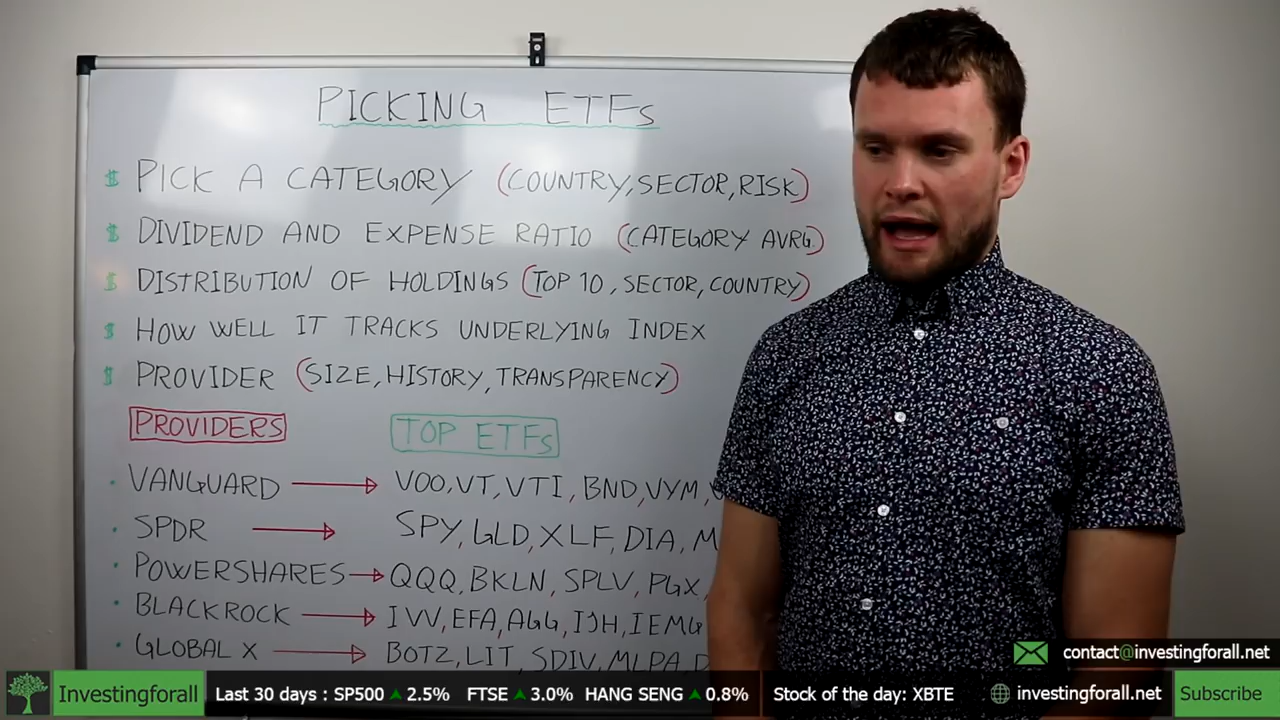 PICKING ETFs
$ PICK A CATEGORY (COUNTRY, SECTOR, RISK)
$ DIVIDEND AND EXPENSE RATIO (CATEGORY AVRG.)
$ DISTRIBUTION OF HOLDINGS (TOP 10, SECTOR, COUNTRY)
$ HOW WELL IT TRACKS UNDERLYING INDEX
$ PROVIDER (SIZE, HISTORY, TRANSPARENCY)
PROVIDERS TOP ETFs
· VANGUARD → VOO, VT, VTI, BND, VYM,
· SPDR → SPY, GLD, XLF, DIA, M
· POWERSHARES → QQQ, BKLN, SPLV, PGX,
· BLACKROCK → IVV, EFA, AGG, IJH, IEMG
· GLOBAL X → BOTZ, LIT, SDIV, MLPA, D
contact@investingforall.net
Investingforall Last 30 days : SP500 ▲ 2.5% FTSE ▲ 3.0% HANG SENG ▲ 0.8% Stock of the day: XBTE investingforall.net Subscribe